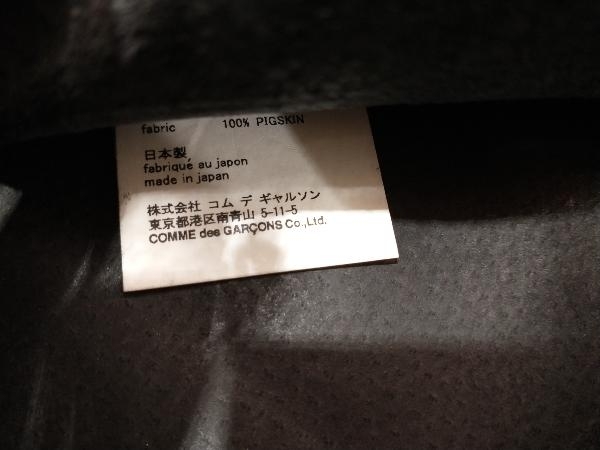 fabric 100% PIGSKIN
日本製
fabriqué au japon
made in japan
株式会社 コム デ ギャルソン
東京都港区南青山 5-11-5
COMME des GARÇONS Co.,Ltd.